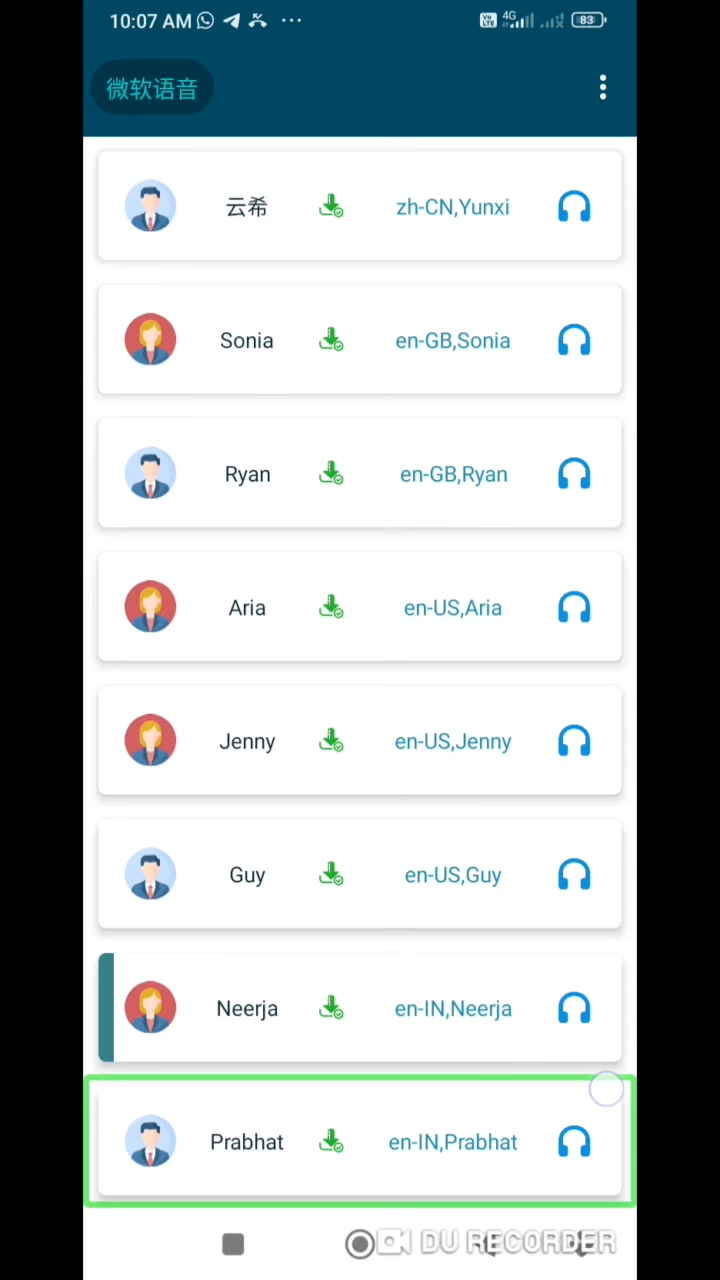 10:07 AM
Vo LTE 4G 83
微软语音
云希 zh-CN,Yunxi
Sonia en-GB,Sonia
Ryan en-GB,Ryan
Aria en-US,Aria
Jenny en-US,Jenny
Guy en-US,Guy
Neerja en-IN,Neerja
Prabhat en-IN,Prabhat
DU RECORDER